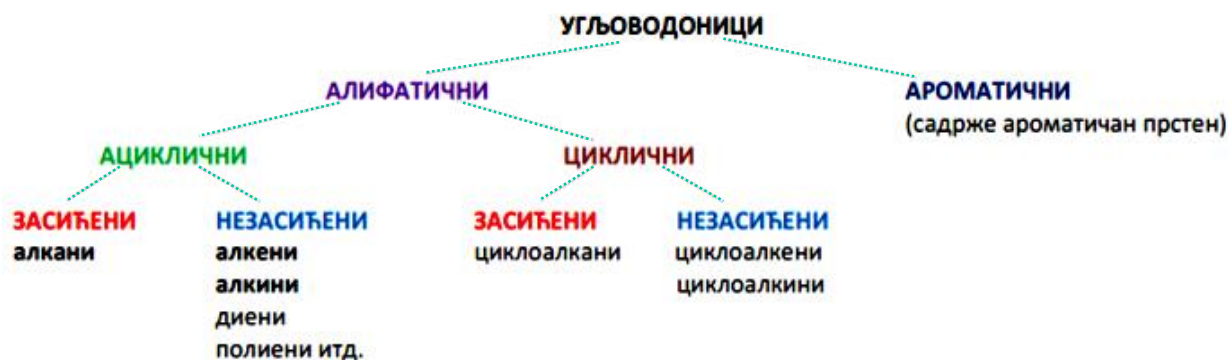 УГЉОВОДОНИЦИ
АЛИФАТИЧНИ
АРОМАТИЧНИ
(садрже ароматичан прстен)
АЦИКЛИЧНИ
ЦИКЛИЧНИ
ЗАСИЋЕНИ
алкани
НЕЗАСИЋЕНИ
алкени
алкини
диени
полиени итд.
ЗАСИЋЕНИ
циклоалкани
НЕЗАСИЋЕНИ
циклоалкени
циклоалкини